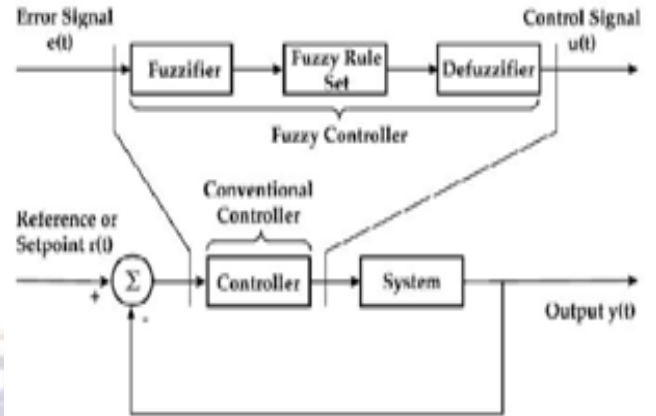 Error Signal
e(t)
Control Signal
u(t)
Fuzzifier
Fuzzy Rule
Set
Defuzzifier
Fuzzy Controller
Conventional
Controller
Reference or
Setpoint r(t)
+
Σ
-
Controller
System
Output y(t)